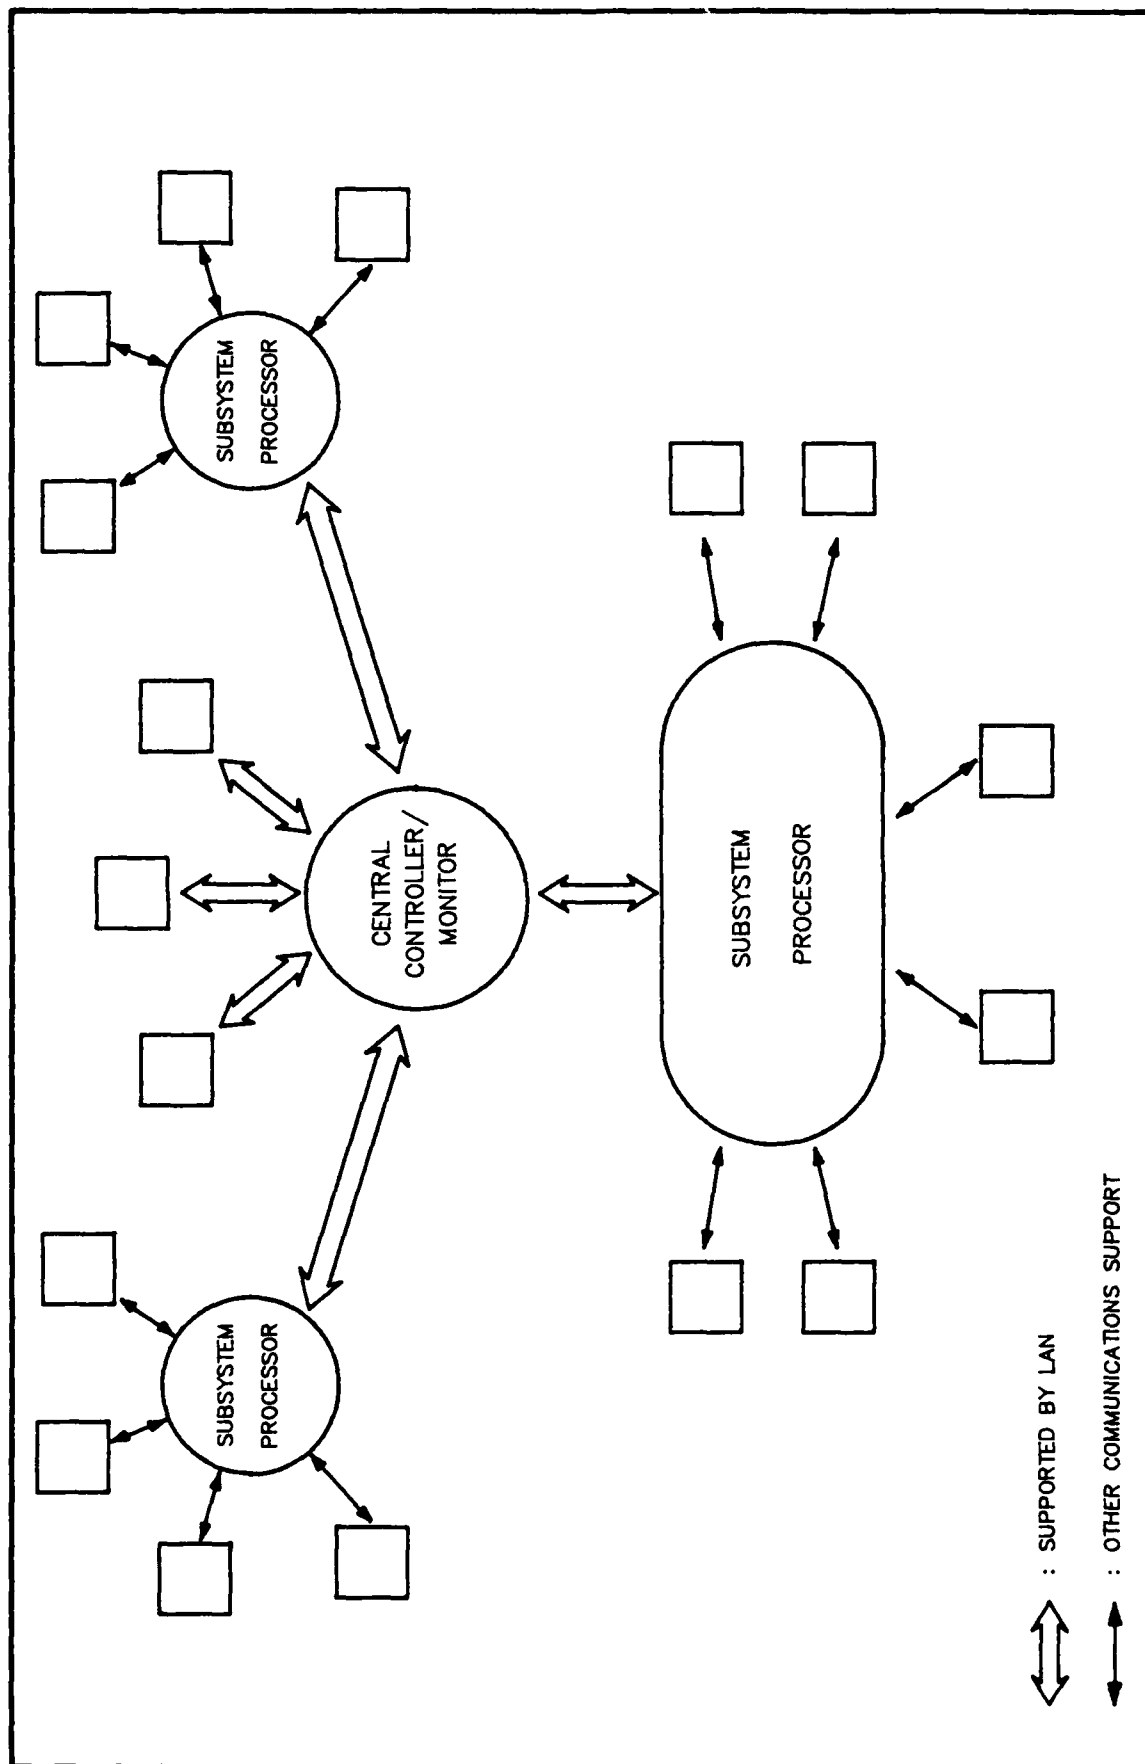 SUBSYSTEM
PROCESSOR
CENTRAL
CONTROLLER/
MONITOR
SUBSYSTEM
PROCESSOR
SUBSYSTEM
PROCESSOR
: SUPPORTED BY LAN
: OTHER COMMUNICATIONS SUPPORT